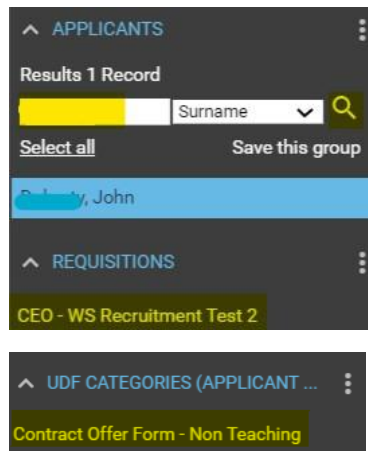 APPLICANTS
Results 1 Record
Surname
Select all Save this group
, John
REQUISITIONS
CEO - WS Recruitment Test 2
UDF CATEGORIES (APPLICANT ...
Contract Offer Form - Non Teaching